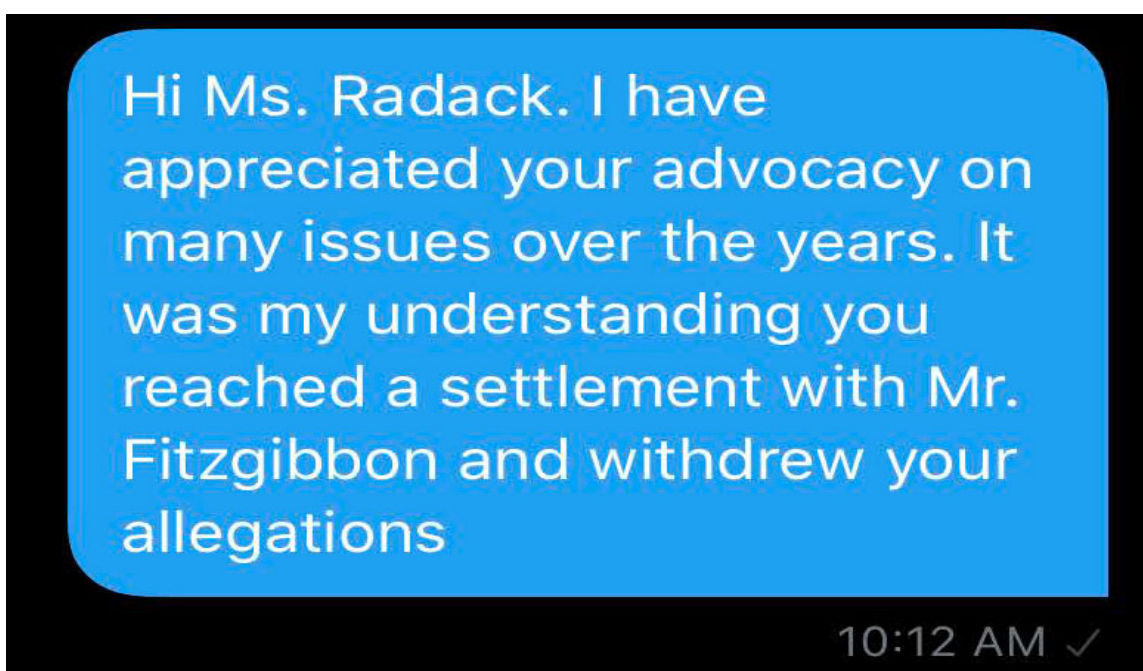 Hi Ms. Radack. I have
appreciated your advocacy on
many issues over the years. It
was my understanding you
reached a settlement with Mr.
Fitzgibbon and withdrew your
allegations
10:12 AM ✓